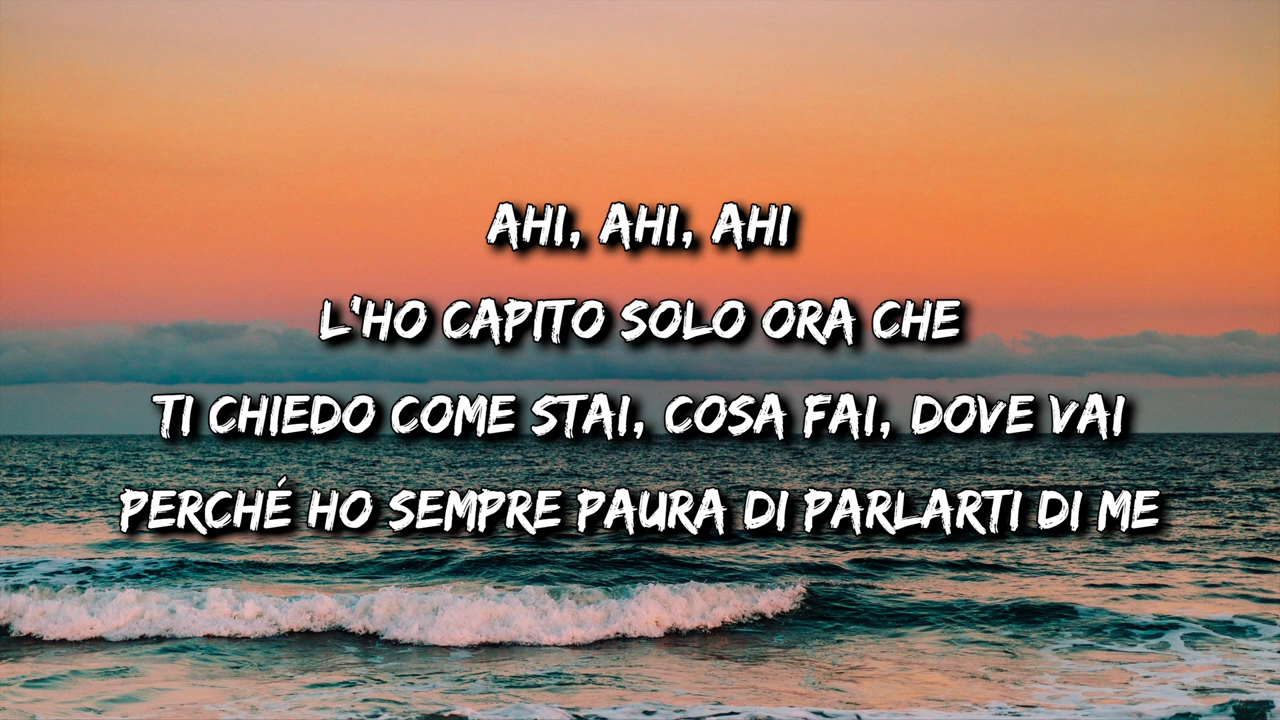 AHI, AHI, AHI
L'HO CAPITO SOLO ORA CHE
TI CHIEDO COME STAI, COSA FAI, DOVE VAI
PERCHÉ HO SEMPRE PAURA DI PARLARTI DI ME